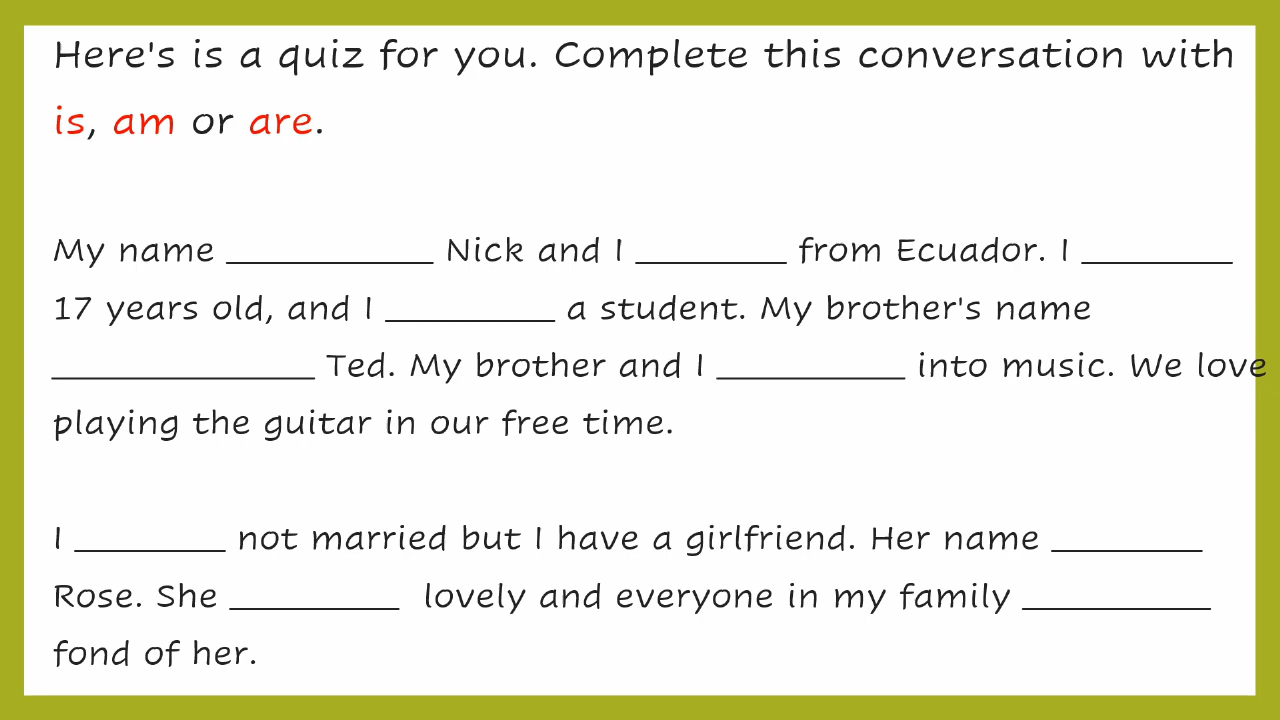 Here's is a quiz for you. Complete this conversation with
is, am or are.
My name ___________ Nick and I ________ from Ecuador. I ________
17 years old, and I _________ a student. My brother's name
______________ Ted. My brother and I __________ into music. We love
playing the guitar in our free time.
I ________ not married but I have a girlfriend. Her name ________
Rose. She _________ lovely and everyone in my family __________
fond of her.